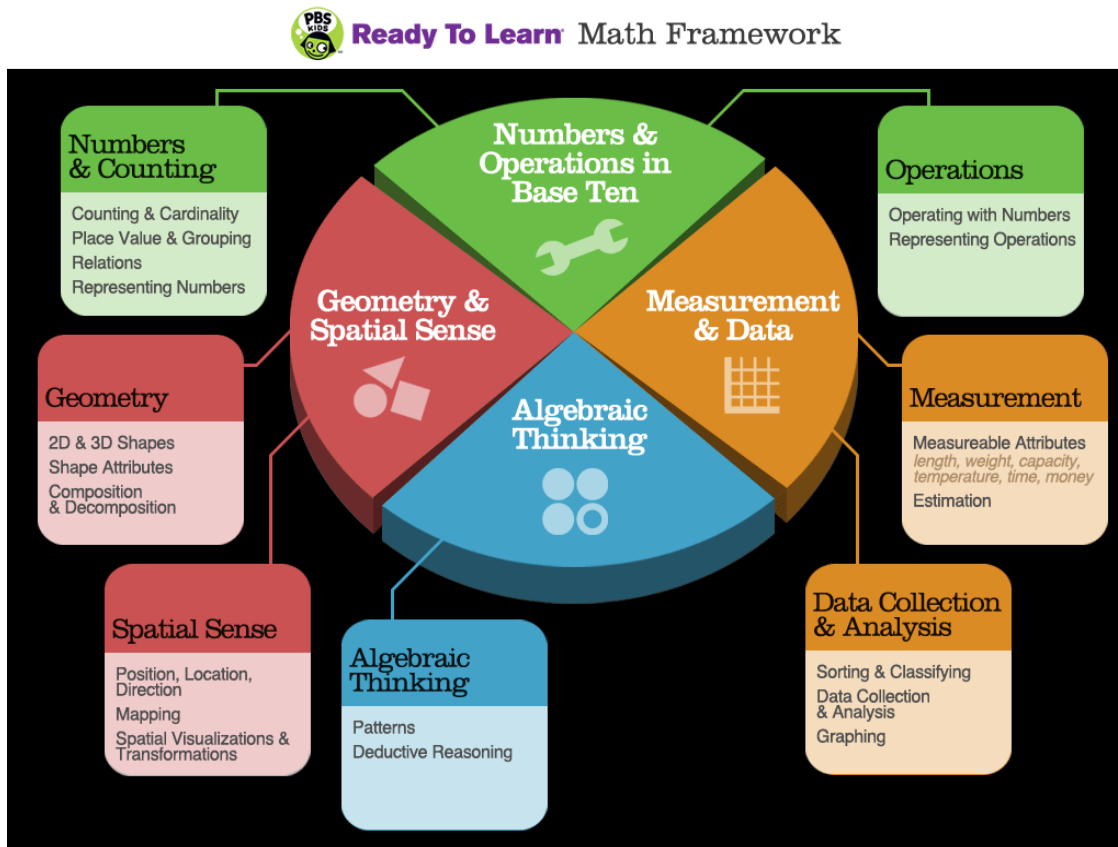 PBS
KIDS
Ready To Learn Math Framework
Numbers
& Counting
Counting & Cardinality
Place Value & Grouping
Relations
Representing Numbers
Numbers &
Operations in
Base Ten
Operations
Operating with Numbers
Representing Operations
Geometry &
Spatial Sense
Measurement
& Data
Algebraic
Thinking
Geometry
2D & 3D Shapes
Shape Attributes
Composition
& Decomposition
Measurement
Measureable Attributes
length, weight, capacity,
temperature, time, money
Estimation
Spatial Sense
Position, Location,
Direction
Mapping
Spatial Visualizations &
Transformations
Algebraic
Thinking
Patterns
Deductive Reasoning
Data Collection
& Analysis
Sorting & Classifying
Data Collection
& Analysis
Graphing